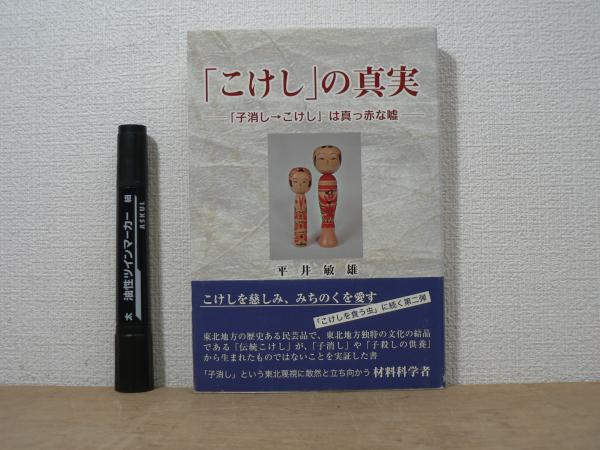 「こけし」の真実
「子消し→こけし」は真っ赤な嘘
平井敏雄
こけしを慈しみ、みちのくを愛す
「こけしを食う虫」に続く第二弾
東北地方の歴史ある民芸品で、東北地方独特の文化の結晶
である「伝統こけし」が、「子消し」や「子殺しの供養」
から生まれたものではないことを実証した書
「子消し」という東北蔑視に敢然と立ち向かう 材料科学者
太 油性ツインマーカー 細
ASKUL